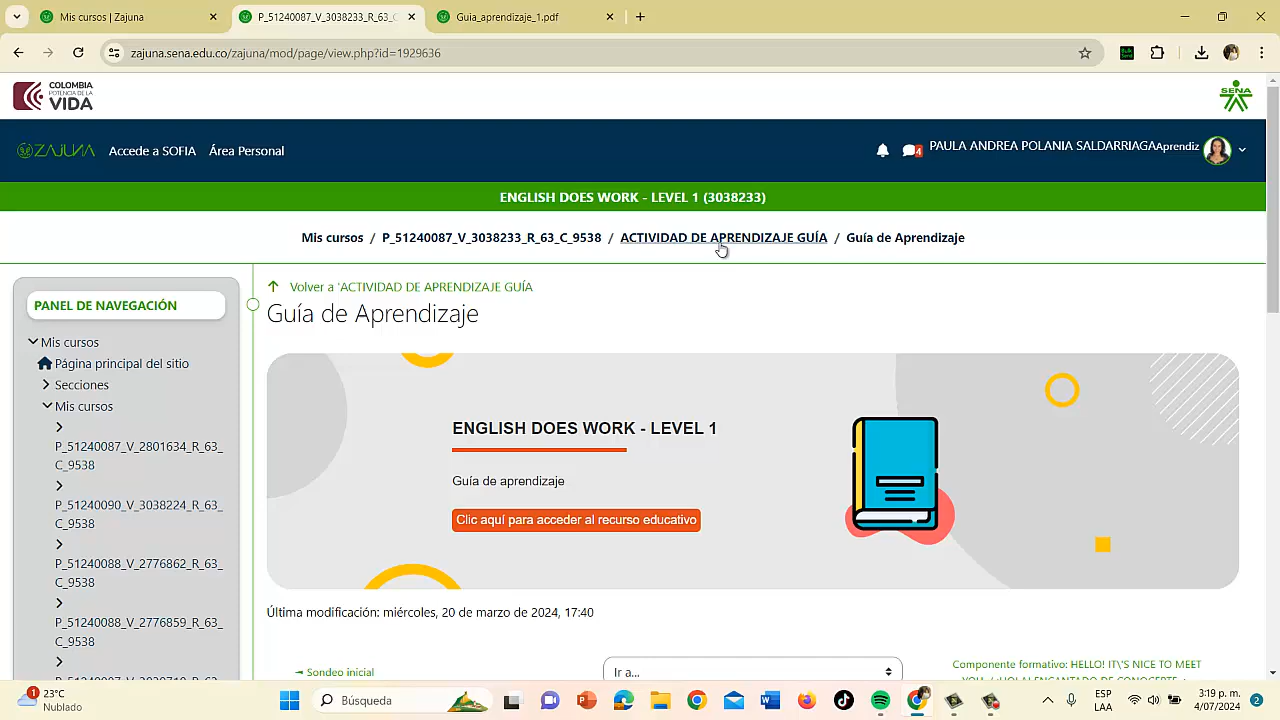 Mis cursos | Zajuna
P_51240087_V_3038233_R_63_C_
Guia_aprendizaje_1.pdf
zajuna.sena.edu.co/zajuna/mod/page/view.php?id=1929636
COLOMBIA
POTENCIA DE LA
VIDA
SENA
ZAJUNA
Accede a SOFIA
Área Personal
4
PAULA ANDREA POLANIA SALDARRIAGAAprendiz
ENGLISH DOES WORK - LEVEL 1 (3038233)
Mis cursos / P_51240087_V_3038233_R_63_C_9538 / ACTIVIDAD DE APRENDIZAJE GUÍA / Guía de Aprendizaje
PANEL DE NAVEGACIÓN
Mis cursos
Página principal del sitio
Secciones
Mis cursos
P_51240087_V_2801634_R_63_
C_9538
P_51240090_V_3038224_R_63_
C_9538
P_51240088_V_2776862_R_63_
C_9538
P_51240088_V_2776859_R_63_
C_9538
Volver a 'ACTIVIDAD DE APRENDIZAJE GUÍA
Guía de Aprendizaje
ENGLISH DOES WORK - LEVEL 1
Guía de aprendizaje
Clic aquí para acceder al recurso educativo
Última modificación: miércoles, 20 de marzo de 2024, 17:40
◄ Sondeo inicial
Ir a...
Componente formativo: HELLO! IT\'S NICE TO MEET
1
23°C
Nublado
Búsqueda
ESP
LAA
3:19 p. m.
4/07/2024
2